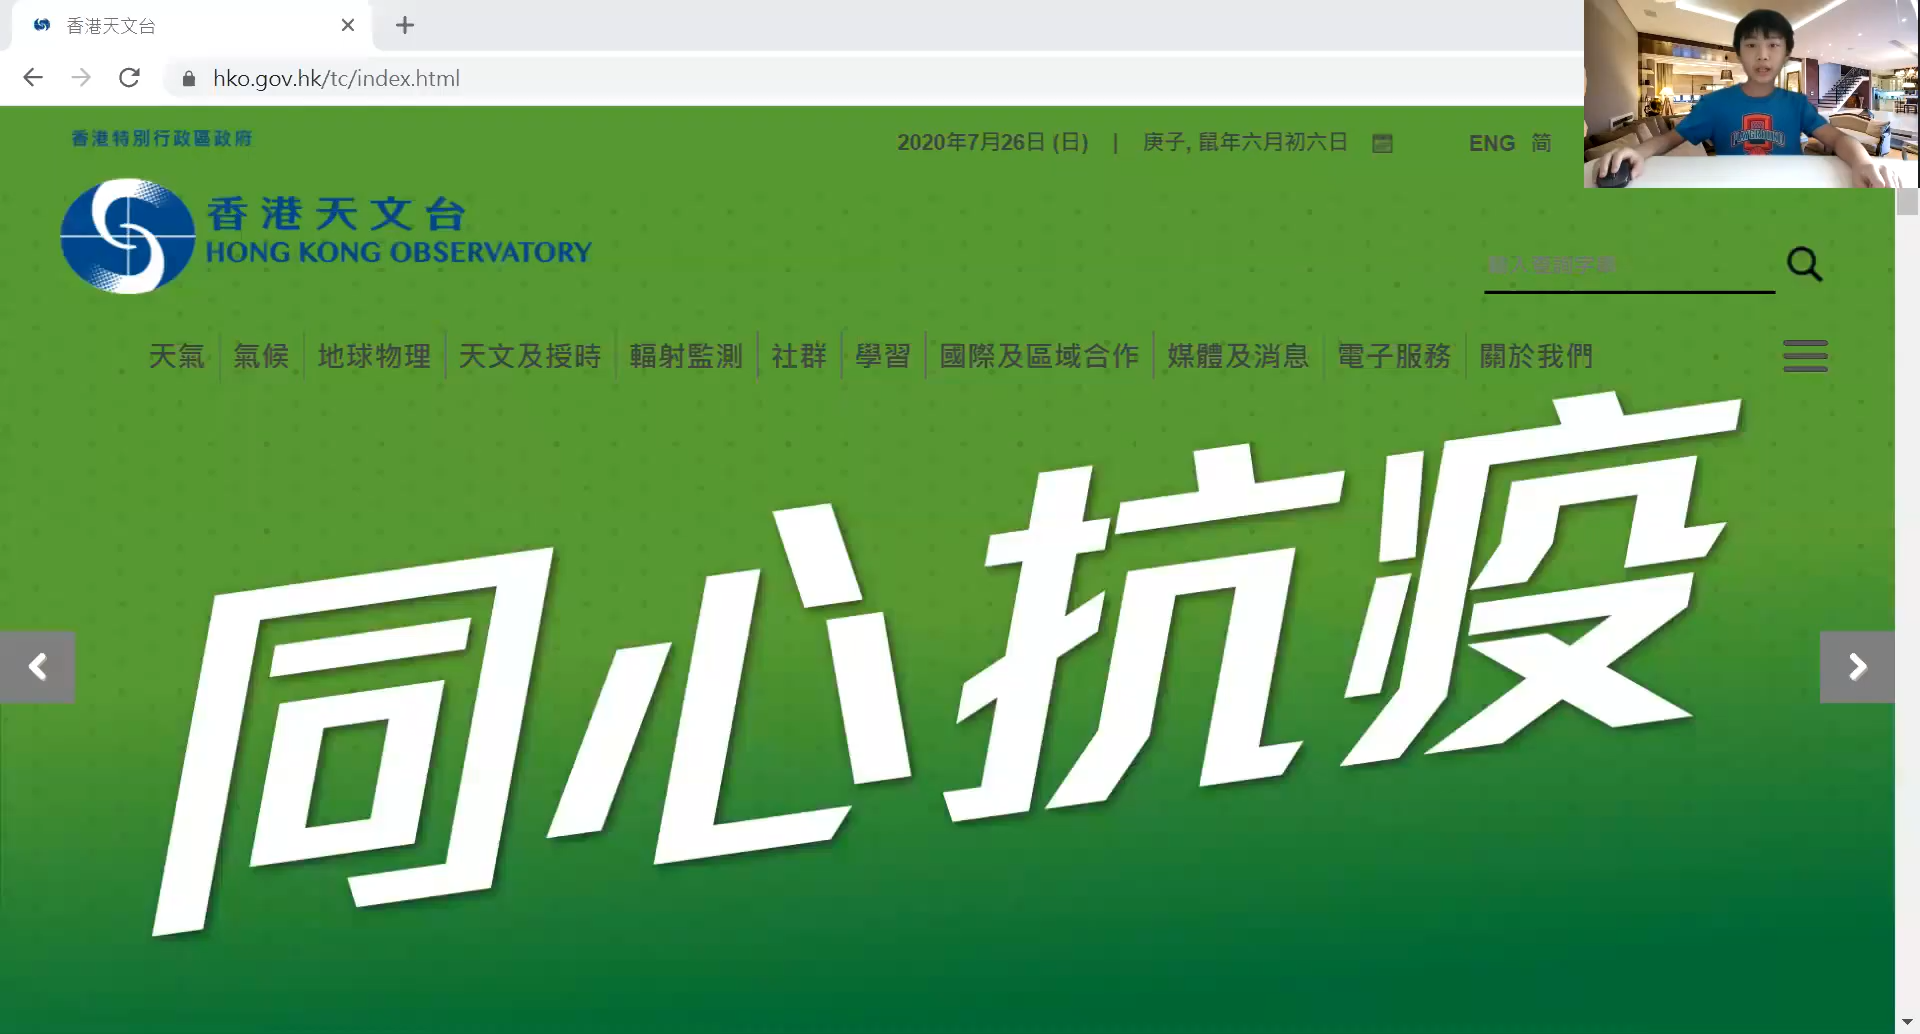 香港天文台
hko.gov.hk/tc/index.html
香港特別行政區政府
2020年7月26日 (日) | 庚子, 鼠年六月初六日
ENG 简
香港天文台
HONG KONG OBSERVATORY
輸入查詢字串
天氣 氣候 地球物理 天文及授時 輻射監測 社群 學習 國際及區域合作 媒體及消息 電子服務 關於我們
同心抗疫
PLAYGROUND